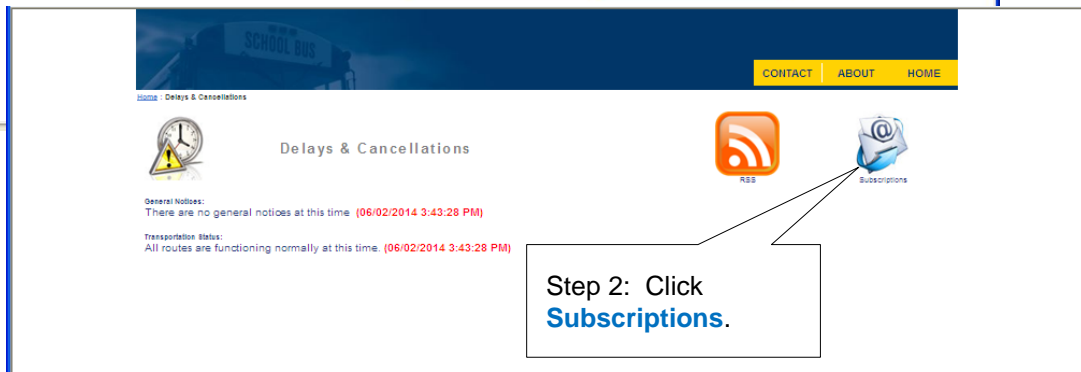 SCHOOL BUS
CONTACT ABOUT HOME
Home : Delays & Cancellations
Delays & Cancellations
RSS
Subscriptions
General Notices:
There are no general notices at this time (06/02/2014 3:43:28 PM)
Transportation Status:
All routes are functioning normally at this time. (06/02/2014 3:43:28 PM)
Step 2: Click
Subscriptions.